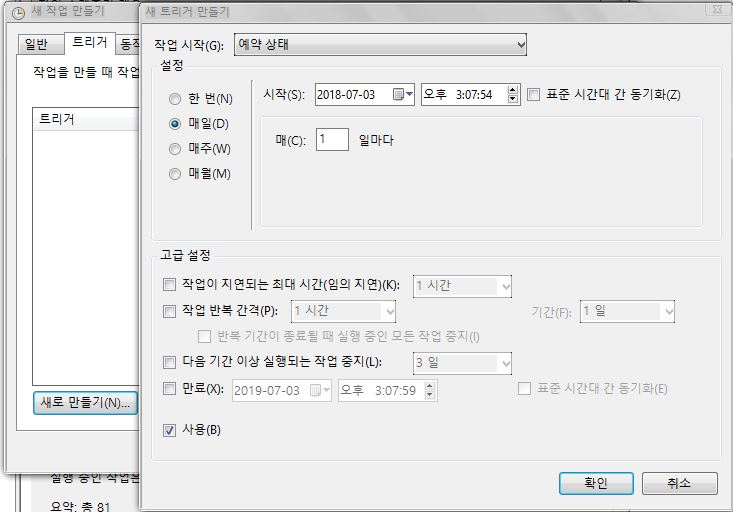 새 작업 만들기
일반 트리거 동작
작업을 만들 때 작업
트리거
새로 만들기(N)...
실행 중인 작업은
요약: 총 81
새 트리거 만들기
작업 시작(G): 예약 상태
설정
한 번(N)
매일(D)
매주(W)
매월(M)
시작(S): 2018-07-03 오후 3:07:54 표준 시간대 간 동기화(Z)
매(C): 1 일마다
고급 설정
작업이 지연되는 최대 시간(임의 지연)(K): 1 시간
작업 반복 간격(P): 1 시간 기간(F): 1 일
반복 기간이 종료될 때 실행 중인 모든 작업 중지(I)
다음 기간 이상 실행되는 작업 중지(L): 3 일
만료(X): 2019-07-03 오후 3:07:59 표준 시간대 간 동기화(E)
사용(B)
확인 취소